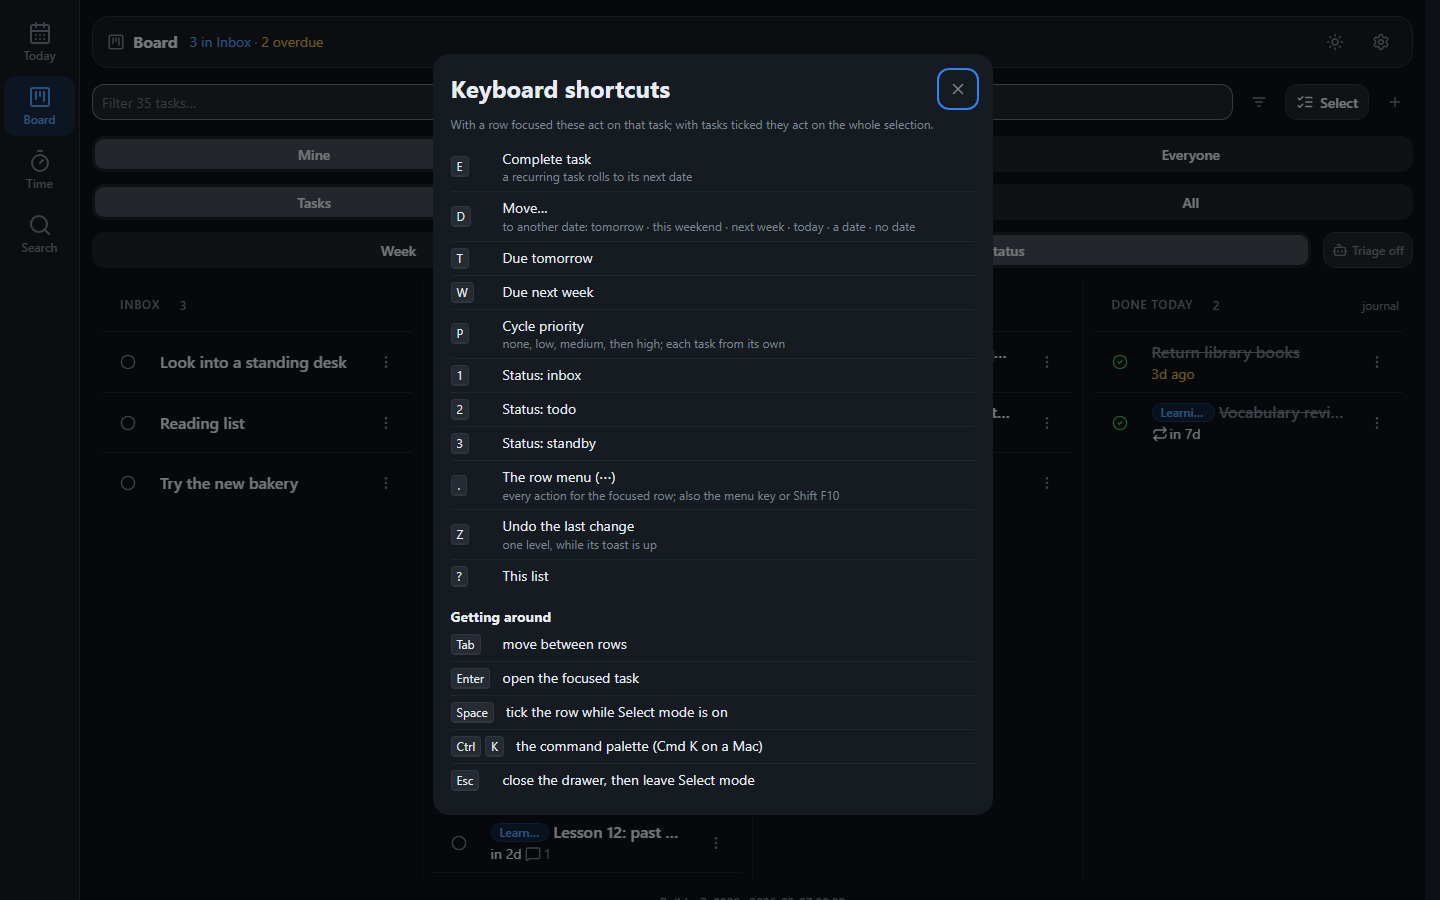 Today
Board
Time
Search
Board 3 in Inbox · 2 overdue
Filter 35 tasks...
Select
Mine
Everyone
Tasks
All
Week
tatus
Triage off
INBOX 3
Look into a standing desk
Reading list
Try the new bakery
Keyboard shortcuts
With a row focused these act on that task; with tasks ticked they act on the whole selection.
E Complete task
a recurring task rolls to its next date
D Move...
to another date: tomorrow · this weekend · next week · today · a date · no date
T Due tomorrow
W Due next week
P Cycle priority
none, low, medium, then high; each task from its own
1 Status: inbox
2 Status: todo
3 Status: standby
. The row menu (···)
every action for the focused row; also the menu key or Shift F10
Z Undo the last change
one level, while its toast is up
? This list
Getting around
Tab move between rows
Enter open the focused task
Space tick the row while Select mode is on
Ctrl K the command palette (Cmd K on a Mac)
Esc close the drawer, then leave Select mode
Learn... Lesson 12: past ...
in 2d 1
...
t...
DONE TODAY 2 journal
Return library books
3d ago
Learni... Vocabulary revi...
in 7d